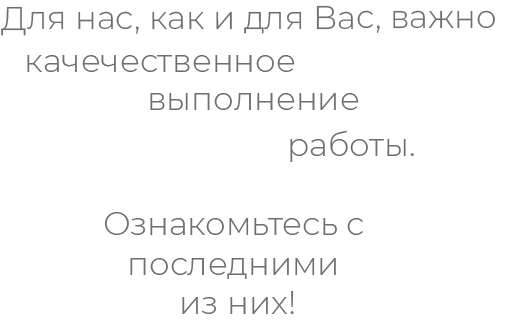 Для нас, как и для Вас, важно
качечественное
выполнение
работы.
Ознакомьтесь с
последними
из них!